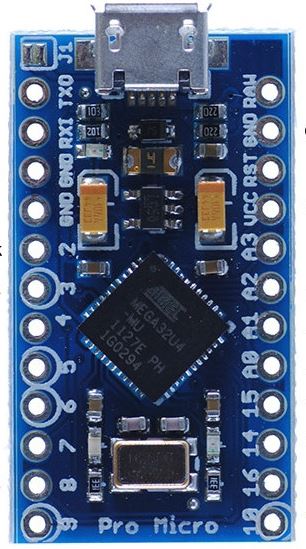 J1
TXO
RXI
GND
GND
2
3
4
5
6
7
8
9
RAW
GND
RST
VCC
A3
A2
A1
A0
15
14
16
10
103
220
220
ATMEL
MEGA32U4
-MU
1127E PH
1G0294
Pro Micro